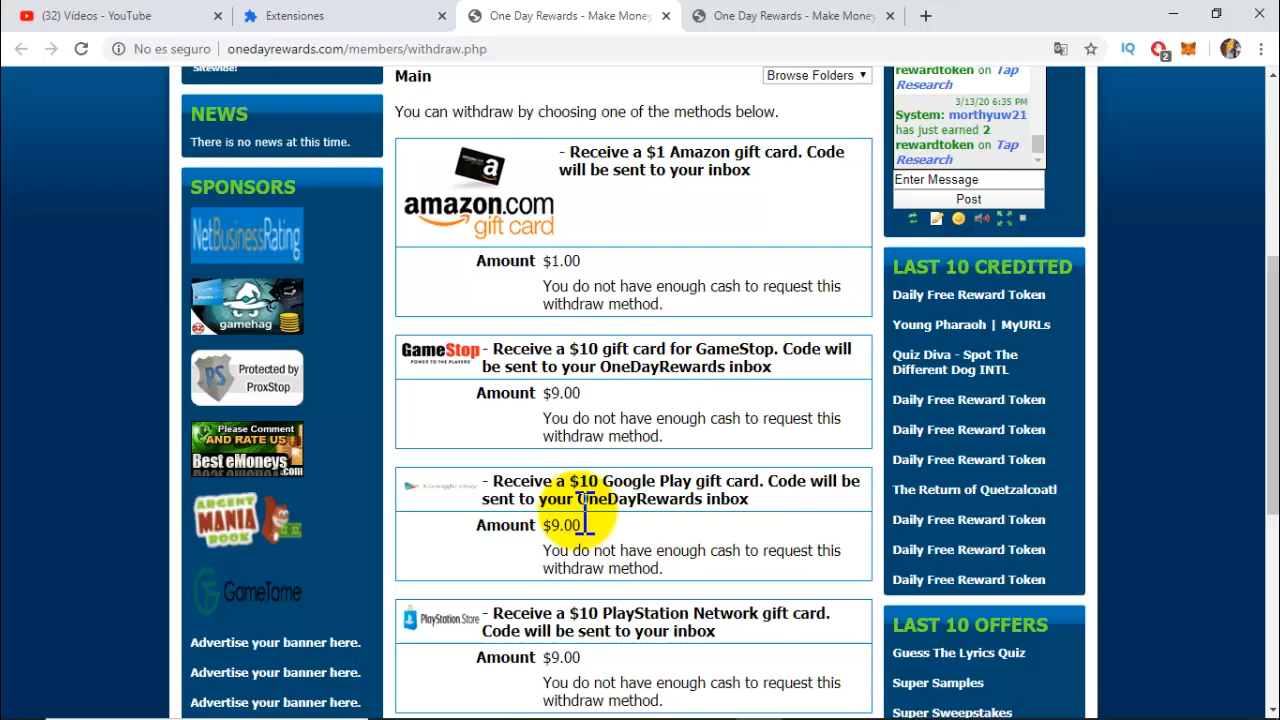 (32) Vídeos - YouTube
Extensiones
One Day Rewards - Make Money
One Day Rewards - Make Money
No es seguro
onedayrewards.com/members/withdraw.php
IQ
2
Sitewide!
NEWS
There is no news at this time.
SPONSORS
NetBusinessRating
gamehag
PS
Protected by
ProxStop
Please Comment
AND RATE US
Best eMoneys
.com
ARGENT
MANIA
BOOK
GameTame
Advertise your banner here.
Advertise your banner here.
Advertise your banner here.
Main
Browse Folders
You can withdraw by choosing one of the methods below.
amazon.com
gift card
- Receive a $1 Amazon gift card. Code
will be sent to your inbox
Amount $1.00
You do not have enough cash to request this
withdraw method.
GameStop
POWER TO THE PLAYERS
- Receive a $10 gift card for GameStop. Code will
be sent to your OneDayRewards inbox
Amount $9.00
You do not have enough cash to request this
withdraw method.
Google Play
- Receive a $10 Google Play gift card. Code will be
sent to your OneDayRewards inbox
Amount $9.00
You do not have enough cash to request this
withdraw method.
PlayStation Store
- Receive a $10 PlayStation Network gift card.
Code will be sent to your inbox
Amount $9.00
You do not have enough cash to request this
withdraw method.
rewardtoken on Tap
Research
3/13/20 6:35 PM
System: morthyuw21
has just earned 2
rewardtoken on Tap
Research
Enter Message
Post
LAST 10 CREDITED
Daily Free Reward Token
Young Pharaoh | MyURLs
Quiz Diva - Spot The
Different Dog INTL
Daily Free Reward Token
Daily Free Reward Token
Daily Free Reward Token
The Return of Quetzalcoatl
Daily Free Reward Token
Daily Free Reward Token
Daily Free Reward Token
LAST 10 OFFERS
Guess The Lyrics Quiz
Super Samples
Super Sweepstakes